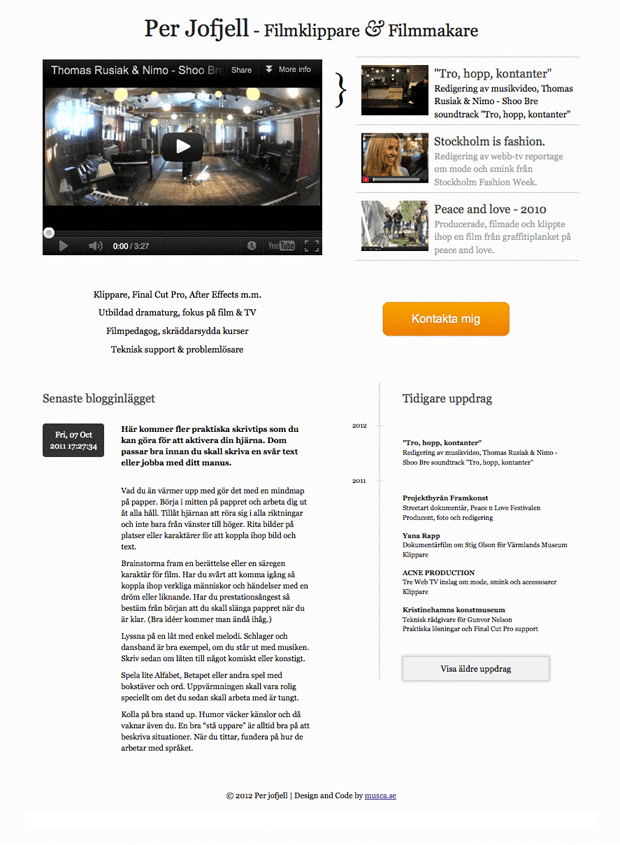 Per Jofjell - Filmklippare & Filmmakare
Thomas Rusiak & Nimo - Shoo Bre
Share
More info
0:00 / 3:27
YouTube
}
"Tro, hopp, kontanter"
Redigering av musikvideo, Thomas
Rusiak & Nimo - Shoo Bre
soundtrack "Tro, hopp, kontanter"
Stockholm is fashion.
Redigering av webb-tv reportage
om mode och smink från
Stockholm Fashion Week.
Peace and love - 2010
Producerade, filmade och klippte
ihop en film från graffitiplanket på
peace and love.
Klippare, Final Cut Pro, After Effects m.m.
Utbildad dramaturg, fokus på film & TV
Filmpedagog, skräddarsydda kurser
Teknisk support & problemlösare
Kontakta mig
Senaste blogginlägget
Fri, 07 Oct
2011 17:27:34
Här kommer fler praktiska skrivtips som du
kan göra för att aktivera din hjärna. Dom
passar bra innan du skall skriva en svår text
eller jobba med ditt manus.
Vad du än värmer upp med gör det med en mindmap
på papper. Börja i mitten på pappret och arbeta dig ut
åt alla håll. Tillåt hjärnan att röra sig i alla riktningar
och inte bara från vänster till höger. Rita bilder på
platser eller karaktärer för att koppla ihop bild och
text.
Brainstorma fram en berättelse eller en säregen
karaktär för film. Har du svårt att komma igång så
koppla ihop verkliga människor och händelser med en
dröm eller liknande. Har du prestationsångest så
bestäm från början att du skall slänga pappret när du
är klar. (Bra idéer kommer man ändå ihåg.)
Lyssna på en låt med enkel melodi. Schlager och
dansband är bra exempel, om du står ut med musiken.
Skriv sedan om låten till något komiskt eller konstigt.
Spela lite Alfabet, Betapet eller andra spel med
bokstäver och ord. Uppvärmningen skall vara rolig
speciellt om det du sedan skall arbeta med är tungt.
Kolla på bra stand up. Humor väcker känslor och då
vaknar även du. En bra "stå uppare" är alltid bra på att
beskriva situationer. När du tittar, fundera på hur de
arbetar med språket.
Tidigare uppdrag
2012
"Tro, hopp, kontanter"
Redigering av musikvideo, Thomas Rusiak & Nimo -
Shoo Bre soundtrack "Tro, hopp, kontanter"
2011
Projektbyrån Framkonst
Streetart dokumentär, Peace n Love Festivalen
Producent, foto och redigering
Yana Rapp
Dokumentärfilm om Stig Olson för Värmlands Museum
Klippare
ACNE PRODUCTION
Tre Web TV inslag om mode, smink och accessoarer
Klippare
Kristinehamns konstmuseum
Teknisk rådgivare för Gunvor Nelson
Praktiska lösningar och Final Cut Pro support
Visa äldre uppdrag
© 2012 Per jofjell | Design and Code by musca.se